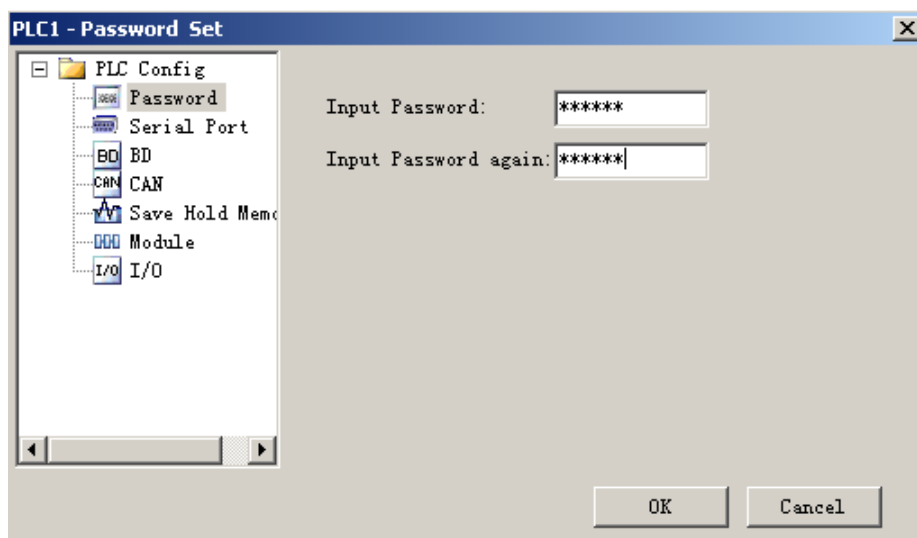 PLC1 - Password Set
PLC Config
Password
Serial Port
BD BD
CAN CAN
Save Hold Memo
Module
I/O I/O
Input Password: ******
Input Password again: ******
OK
Cancel